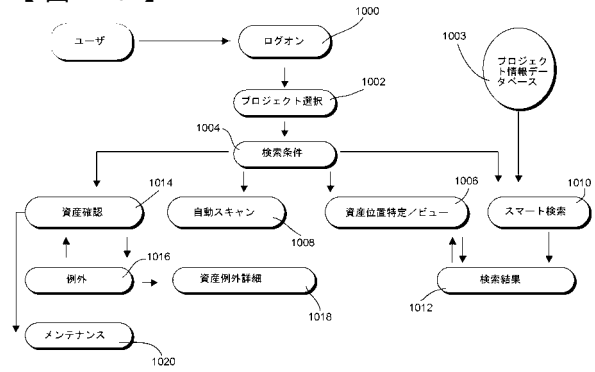 ユーザ
ログオン
1000
プロジェクト選択
1002
1003
プロジェク
ト情報デー
タベース
1004
検索条件
資産確認
1014
自動スキャン
1008
資産位置特定／ビュー
1006
スマート検索
1010
例外
1016
資産例外詳細
1018
検索結果
1012
メンテナンス
1020